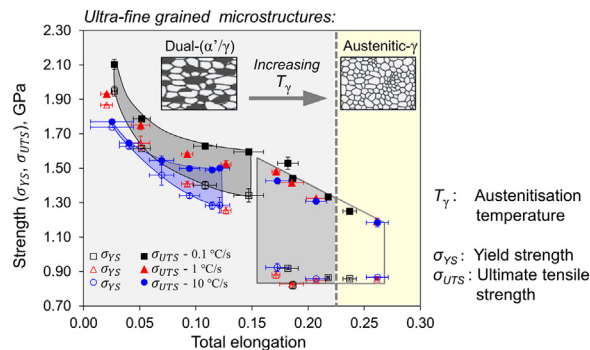 Ultra-fine grained microstructures:
Dual-(α'/γ)
Increasing
Tγ
Austenitic-γ
Strength (σYS, σUTS), GPa
2.30
2.10
1.90
1.70
1.50
1.30
1.10
0.90
0.70
σYS σUTS - 0.1 °C/s
σYS σUTS - 1 °C/s
σYS σUTS - 10 °C/s
0.00 0.05 0.10 0.15 0.20 0.25 0.30
Total elongation
Tγ : Austenitisation
temperature
σYS : Yield strength
σUTS : Ultimate tensile
strength